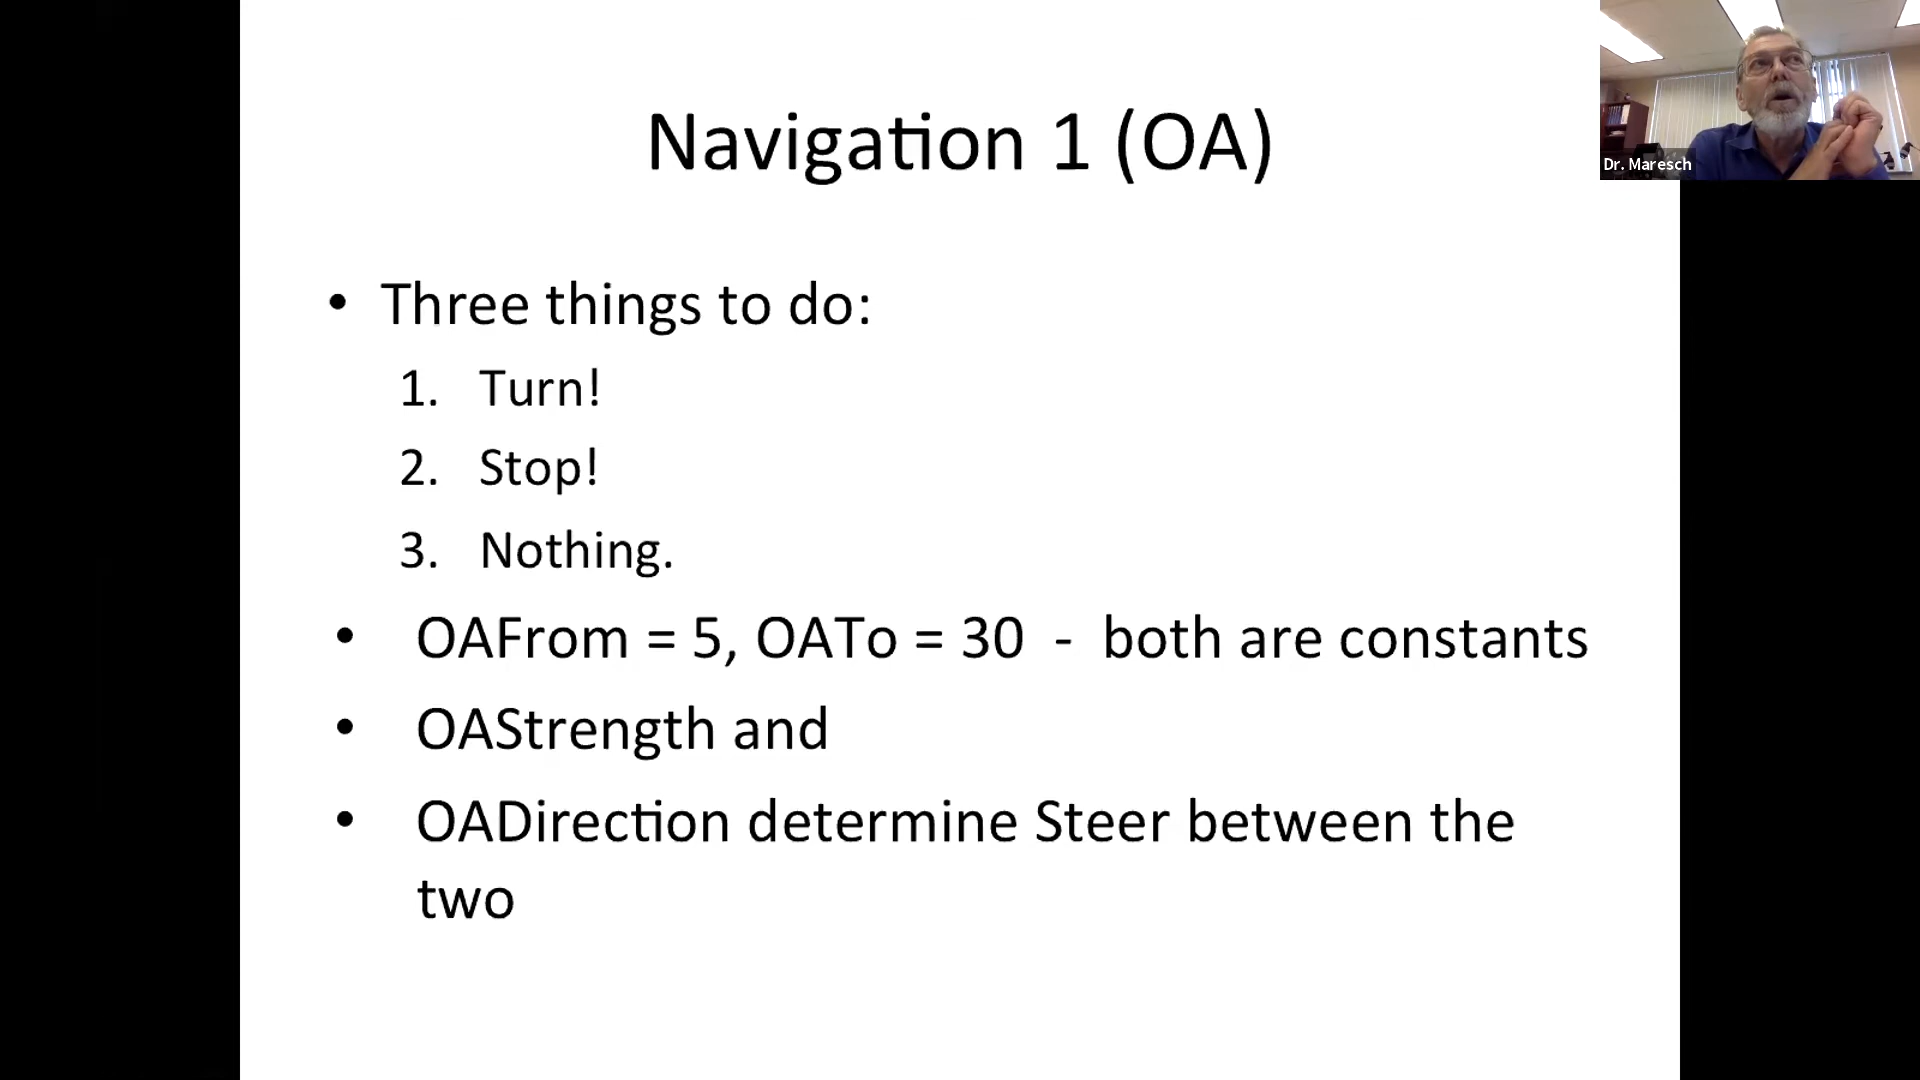 Navigation 1 (OA)
Dr. Maresch
• Three things to do:
1. Turn!
2. Stop!
3. Nothing.
• OAFrom = 5, OATo = 30 - both are constants
• OAStrength and
• OADirection determine Steer between the
two